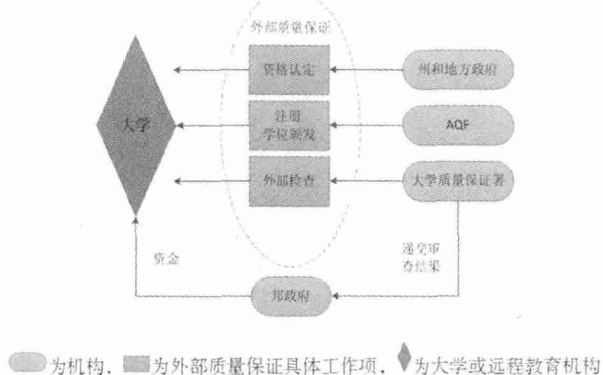 外部质量保证
资格认定
州和地方政府
大学
注册
学位颁发
AQF
外部检查
大学质量保证署
资金
递交审
查结果
邦政府
为机构，为外部质量保证具体工作项，为大学或远程教育机构